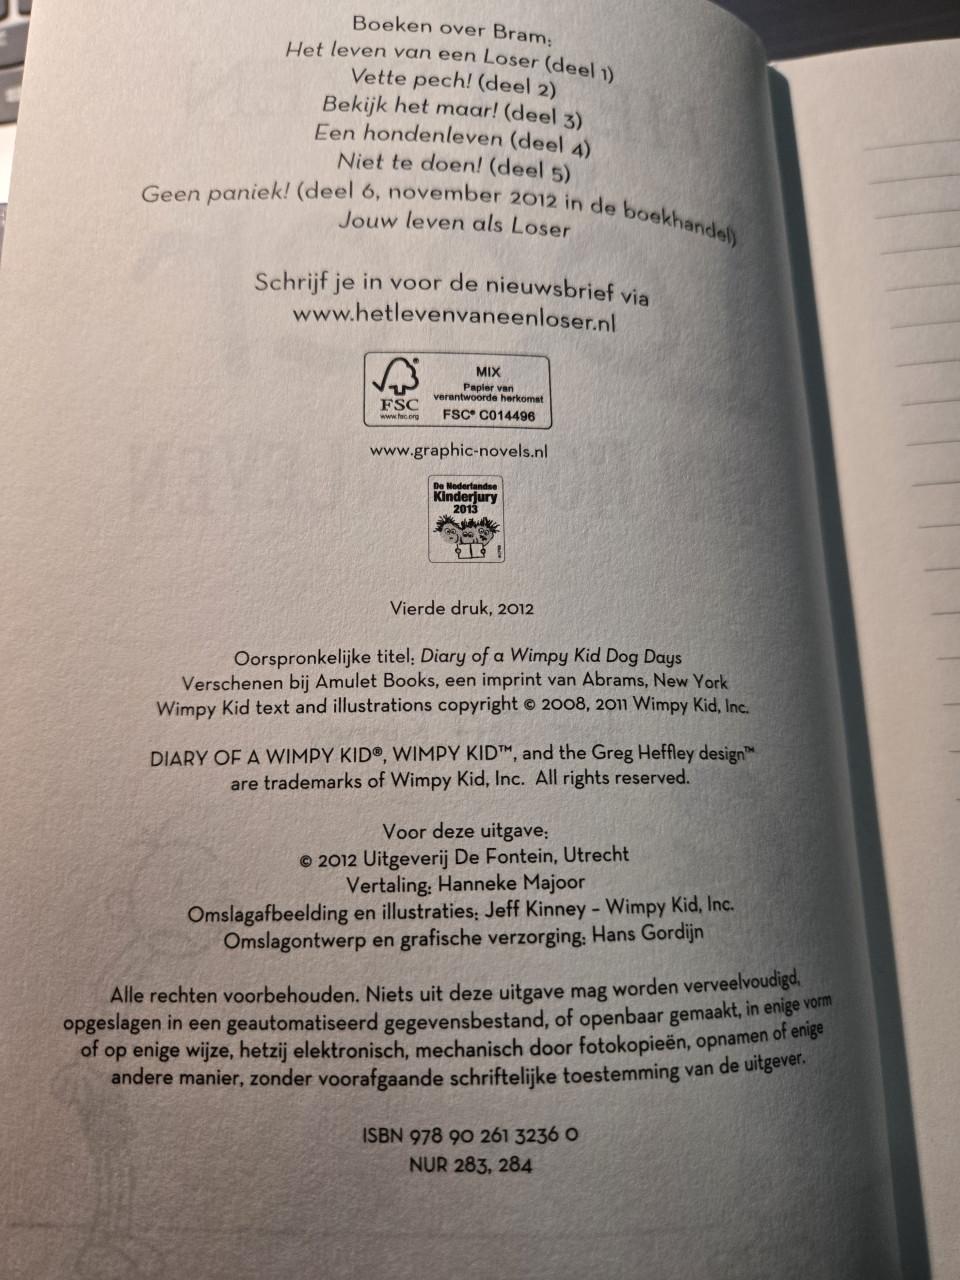 Boeken over Bram:
Het leven van een Loser (deel 1)
Vette pech! (deel 2)
Bekijk het maar! (deel 3)
Een hondenleven (deel 4)
Niet te doen! (deel 5)
Geen paniek! (deel 6, november 2012 in de boekhandel)
Jouw leven als Loser
Schrijf je in voor de nieuwsbrief via
www.hetlevenvaneenloser.nl
FSC
www.fsc.org
MIX
Papier van
verantwoorde herkomst
FSC® C014496
www.graphic-novels.nl
De Nederlandse
Kinderjury
2013
Vierde druk, 2012
Oorspronkelijke titel: Diary of a Wimpy Kid Dog Days
Verschenen bij Amulet Books, een imprint van Abrams, New York
Wimpy Kid text and illustrations copyright © 2008, 2011 Wimpy Kid, Inc.
DIARY OF A WIMPY KID®, WIMPY KID™, and the Greg Heffley design™
are trademarks of Wimpy Kid, Inc. All rights reserved.
Voor deze uitgave:
© 2012 Uitgeverij De Fontein, Utrecht
Vertaling: Hanneke Majoor
Omslagafbeelding en illustraties: Jeff Kinney – Wimpy Kid, Inc.
Omslagontwerp en grafische verzorging: Hans Gordijn
Alle rechten voorbehouden. Niets uit deze uitgave mag worden verveelvoudigd,
opgeslagen in een geautomatiseerd gegevensbestand, of openbaar gemaakt, in enige vorm
of op enige wijze, hetzij elektronisch, mechanisch door fotokopieën, opnamen of enige
andere manier, zonder voorafgaande schriftelijke toestemming van de uitgever.
ISBN 978 90 261 3236 0
NUR 283, 284